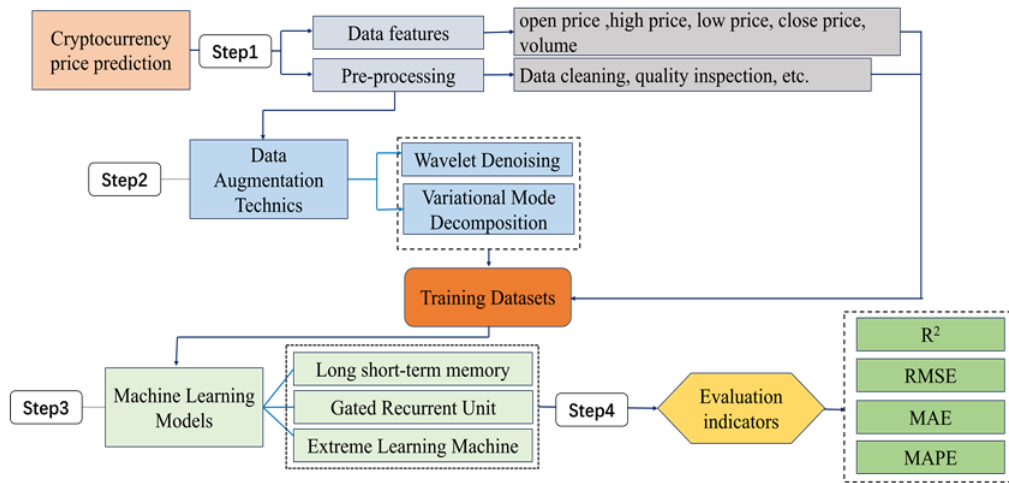 Cryptocurrency
price prediction
Step1
Data features
open price ,high price, low price, close price,
volume
Pre-processing
Data cleaning, quality inspection, etc.
Step2
Data
Augmentation
Technics
Wavelet Denoising
Variational Mode
Decomposition
Training Datasets
Step3
Machine Learning
Models
Long short-term memory
Gated Recurrent Unit
Extreme Learning Machine
Step4
Evaluation
indicators
R²
RMSE
MAE
MAPE